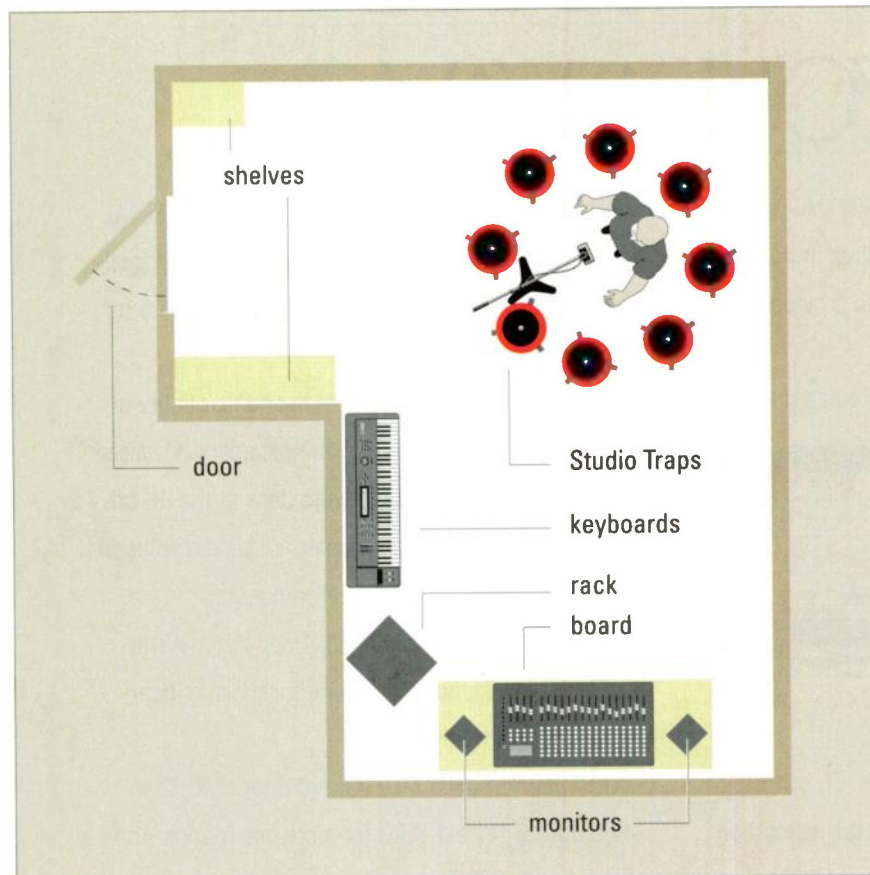 shelves
door
Studio Traps
keyboards
rack
board
monitors